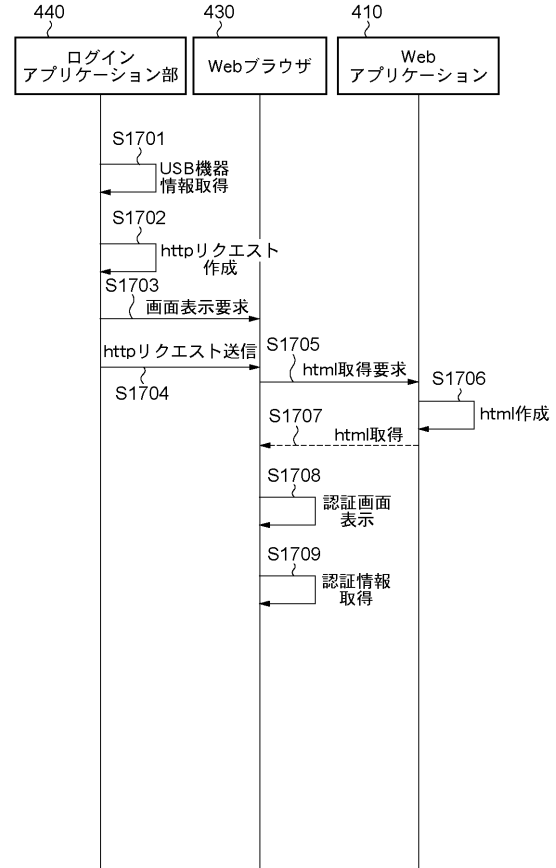 440
430
410
ログイン
アプリケーション部
Webブラウザ
Web
アプリケーション
S1701
USB機器
情報取得
S1702
httpリクエスト
作成
S1703
画面表示要求
httpリクエスト送信
S1704
S1705
html取得要求
S1706
html作成
S1707
html取得
S1708
認証画面
表示
S1709
認証情報
取得